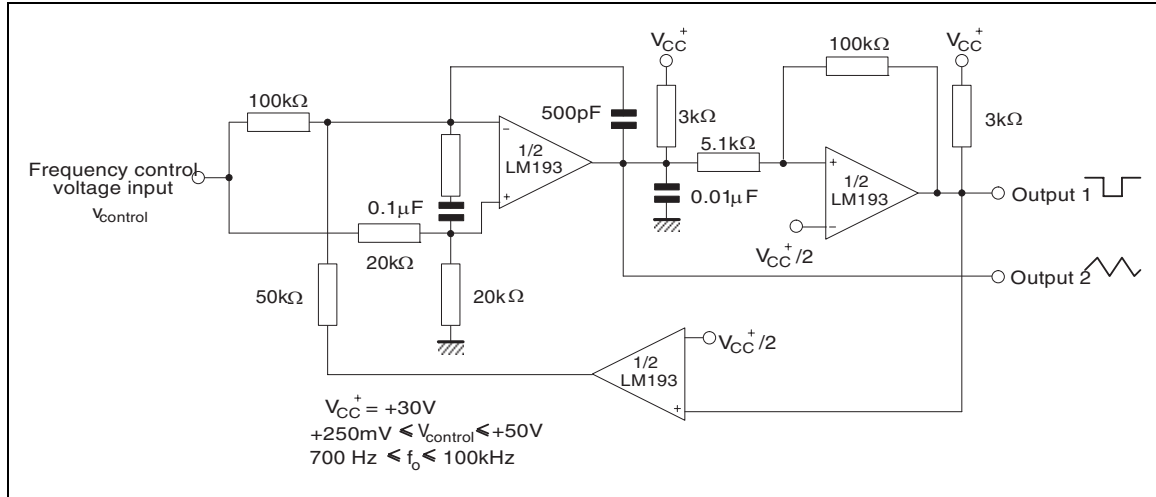 V_CC^+
100kΩ
V_CC^+
100kΩ
500pF
3kΩ
3kΩ
5.1kΩ
−
1/2
LM193
+
+
1/2
LM193
−
Frequency control
voltage input
V_control
0.1µF
0.01µF
Output 1
V_CC^+/2
20kΩ
20kΩ
50kΩ
Output 2
V_CC^+/2
1/2
LM193
+
V_CC^+ = +30V
+250mV ≤ V_control ≤ +50V
700 Hz ≤ f_o ≤ 100kHz